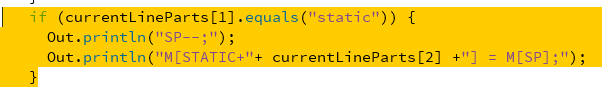 if (currentLineParts[1].equals("static")) {
Out.println("SP--;");
Out.println("M[STATIC+"+ currentLineParts[2] +"] = M[SP];");
}